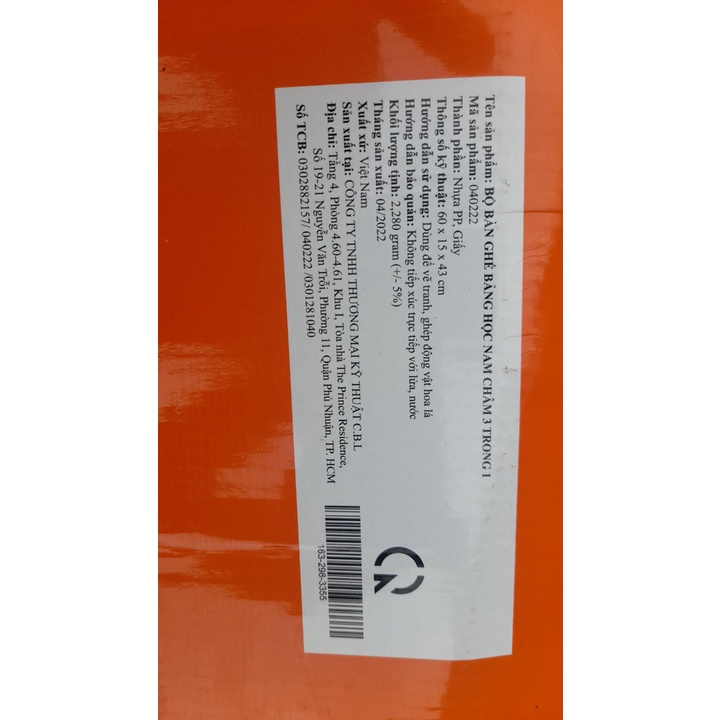 Tên sản phẩm: BỘ BÀN GHẾ BẢNG HỌC NAM CHÂM 3 TRONG 1
Mã sản phẩm: 040222
Thành phần: Nhựa PP, Giấy
Thông số kỹ thuật: 60 x 15 x 43 cm
Hướng dẫn sử dụng: Dùng để vẽ tranh, ghép động vật hoa lá
Hướng dẫn bảo quản: Không tiếp xúc trực tiếp với lửa, nước
Khối lượng tịnh: 2,280 gram (+/- 5%)
Tháng sản xuất: 04/2022
Xuất xứ: Việt Nam
Sản xuất tại: CÔNG TY TNHH THƯƠNG MẠI KỸ THUẬT C.B.L
Địa chỉ: Tầng 4, Phòng 4.60-4.61, Khu I, Tòa nhà The Prince Residence,
Số 19-21 Nguyễn Văn Trỗi, Phường 11, Quận Phú Nhuận, TP. HCM
Số TCB: 0302882157/ 040222 /0301281040
CR
163-298-3355